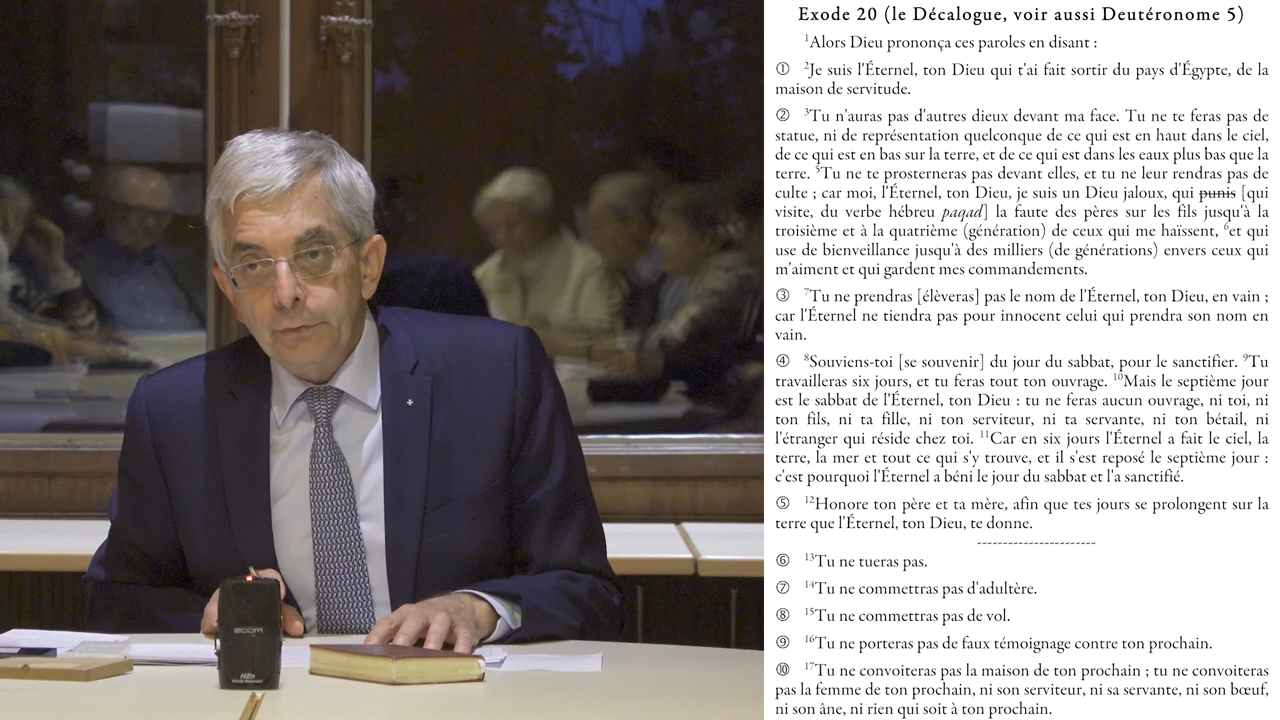 Exode 20 (le Décalogue, voir aussi Deutéronome 5)
¹Alors Dieu prononça ces paroles en disant :
① ²Je suis l'Éternel, ton Dieu qui t'ai fait sortir du pays d'Égypte, de la
maison de servitude.
② ³Tu n'auras pas d'autres dieux devant ma face. Tu ne te feras pas de
statue, ni de représentation quelconque de ce qui est en haut dans le ciel,
de ce qui est en bas sur la terre, et de ce qui est dans les eaux plus bas que la
terre. ⁵Tu ne te prosterneras pas devant elles, et tu ne leur rendras pas de
culte ; car moi, l'Éternel, ton Dieu, je suis un Dieu jaloux, qui punis [qui
visite, du verbe hébreu paqad] la faute des pères sur les fils jusqu'à la
troisième et à la quatrième (génération) de ceux qui me haïssent, ⁶et qui
use de bienveillance jusqu'à des milliers (de générations) envers ceux qui
m'aiment et qui gardent mes commandements.
③ ⁷Tu ne prendras [élèveras] pas le nom de l'Éternel, ton Dieu, en vain ;
car l'Éternel ne tiendra pas pour innocent celui qui prendra son nom en
vain.
④ ⁸Souviens-toi [se souvenir] du jour du sabbat, pour le sanctifier. ⁹Tu
travailleras six jours, et tu feras tout ton ouvrage. ¹⁰Mais le septième jour
est le sabbat de l'Éternel, ton Dieu : tu ne feras aucun ouvrage, ni toi, ni
ton fils, ni ta fille, ni ton serviteur, ni ta servante, ni ton bétail, ni
l'étranger qui réside chez toi. ¹¹Car en six jours l'Éternel a fait le ciel, la
terre, la mer et tout ce qui s'y trouve, et il s'est reposé le septième jour :
c'est pourquoi l'Éternel a béni le jour du sabbat et l'a sanctifié.
⑤ ¹²Honore ton père et ta mère, afin que tes jours se prolongent sur la
terre que l'Éternel, ton Dieu, te donne.
-----------------------
⑥ ¹³Tu ne tueras pas.
⑦ ¹⁴Tu ne commettras pas d'adultère.
⑧ ¹⁵Tu ne commettras pas de vol.
⑨ ¹⁶Tu ne porteras pas de faux témoignage contre ton prochain.
⑩ ¹⁷Tu ne convoiteras pas la maison de ton prochain ; tu ne convoiteras
pas la femme de ton prochain, ni son serviteur, ni sa servante, ni son bœuf,
ni son âne, ni rien qui soit à ton prochain.
zoom
H2n
Handy Recorder